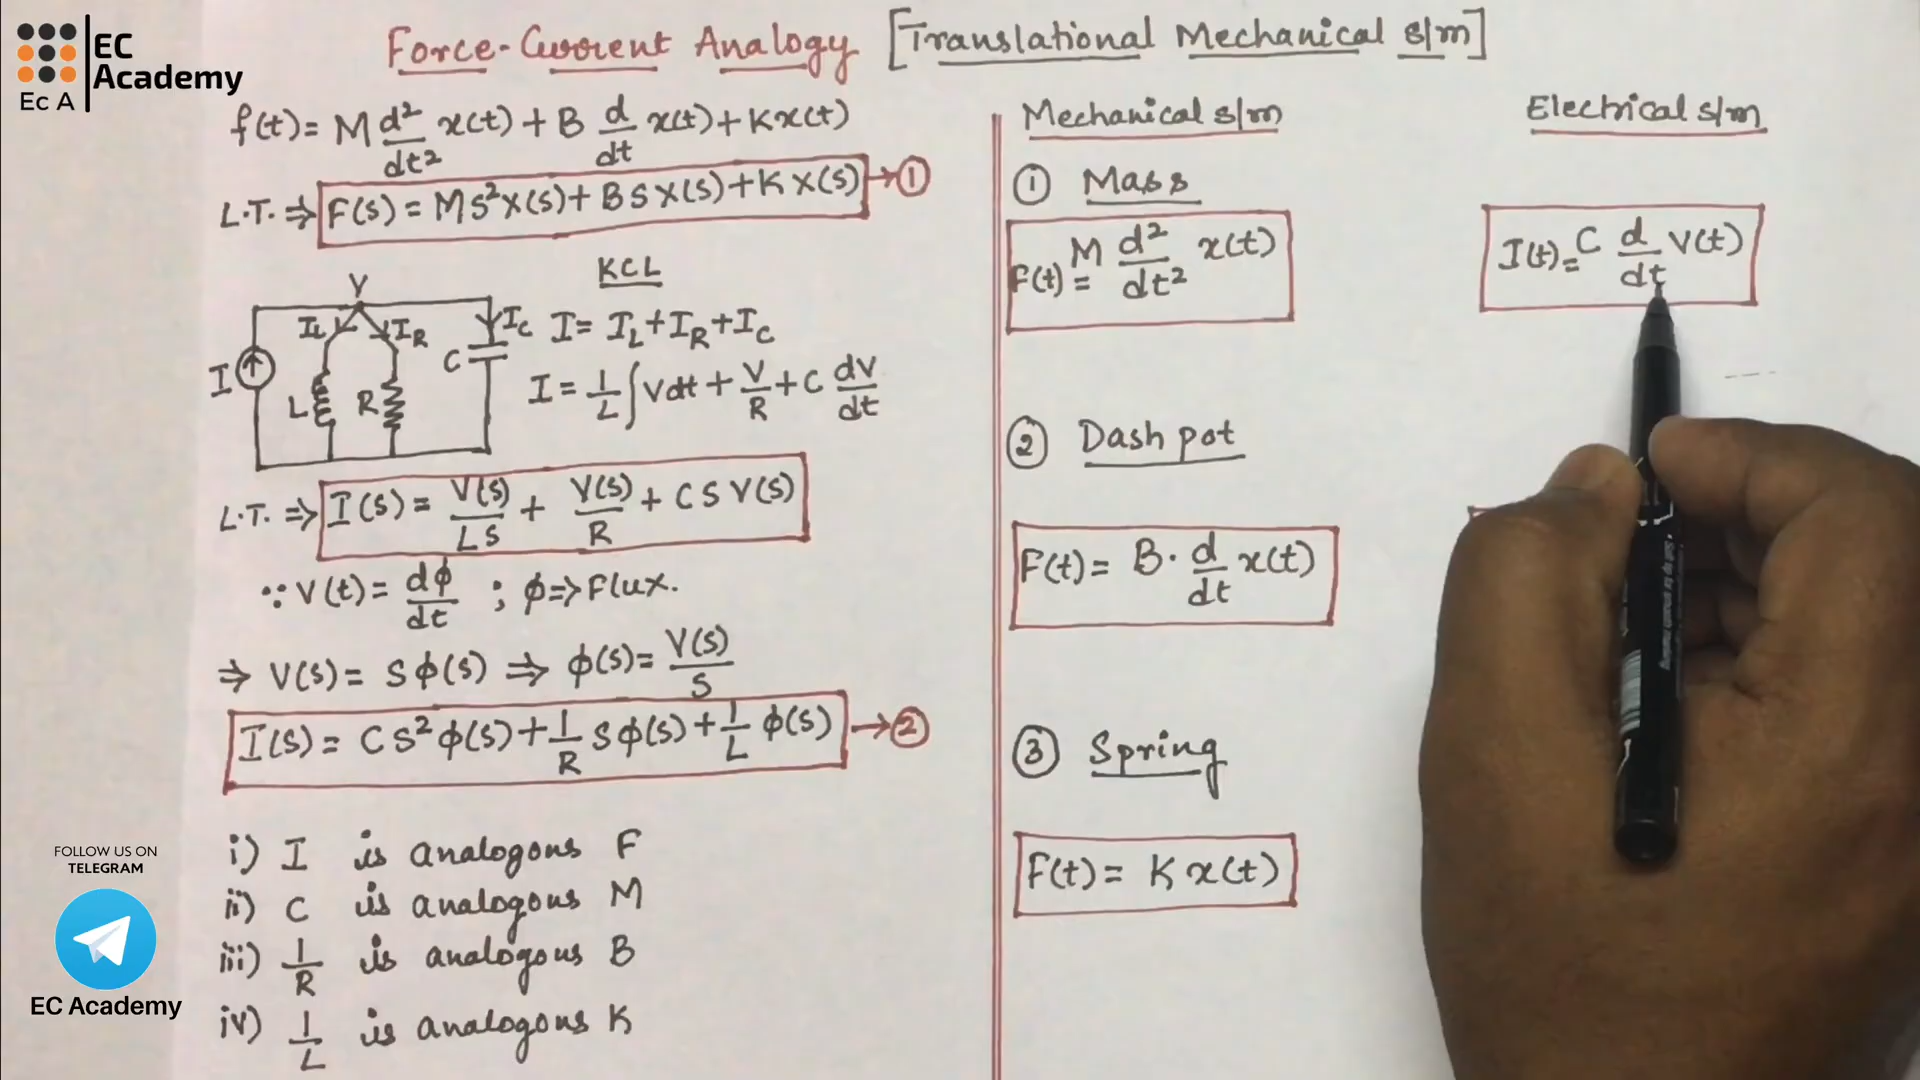 EC
Academy
Ec A
Force-Current Analogy [Translational Mechanical s/m]
f(t) = M d²/dt² x(t) + B d/dt x(t) + K x(t)
L.T. ⇒ F(s) = MS²X(s) + BSX(s) + K X(s) → ①
V
KCL
IL IR IC
I L R C
I = IL + IR + IC
I = 1/L ∫Vdt + V/R + C dV/dt
L.T. ⇒ I(s) = V(s)/LS + V(s)/R + CS V(s)
∵ V(t) = dϕ/dt ; ϕ ⇒ Flux.
⇒ V(s) = Sϕ(s) ⇒ ϕ(s) = V(s)/S
I(s) = CS²ϕ(s) + 1/R Sϕ(s) + 1/L ϕ(s) → ②
i) I is analogous F
ii) C is analogous M
iii) 1/R is analogous B
iv) 1/L is analogous K
Mechanical s/m
① Mass
F(t) = M d²/dt² x(t)
② Dash pot
F(t) = B. d/dt x(t)
③ Spring
F(t) = K x(t)
Electrical s/m
I(t) = C d/dt V(t)
FOLLOW US ON
TELEGRAM
EC Academy